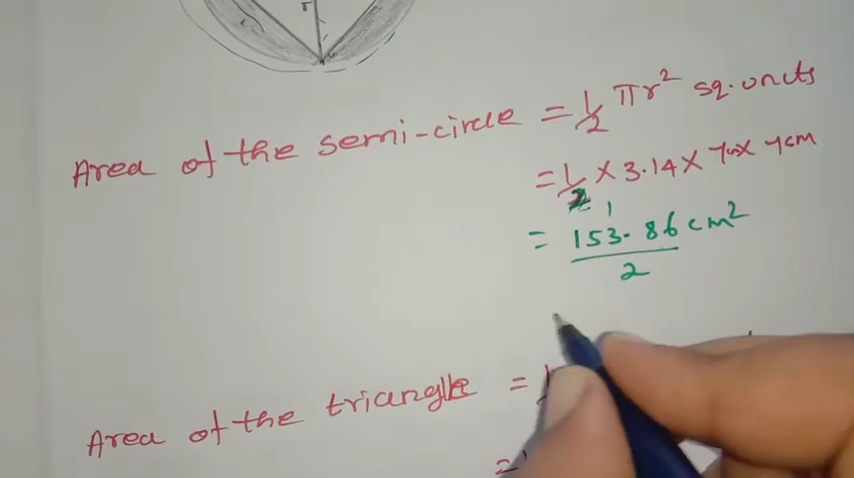 r
Area of the semi-circle = 1/2 πr² sq.units
= 1/2 × 3.14 × 7cm × 7cm
= 153.86 cm² / 2
Area of the triangle =
=